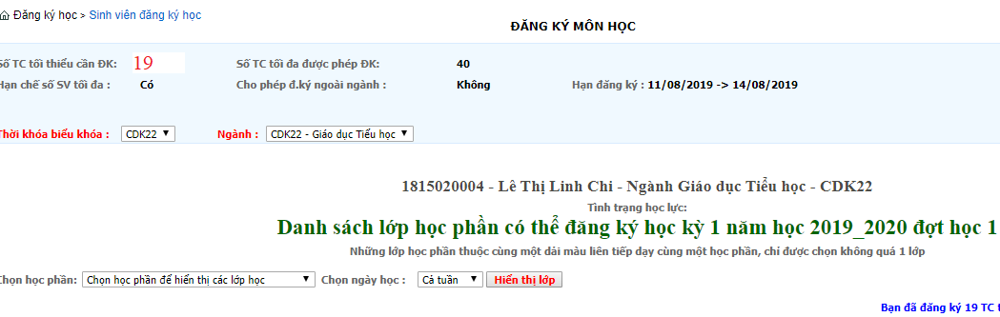 Đăng ký học > Sinh viên đăng ký học
ĐĂNG KÝ MÔN HỌC
Số TC tối thiểu cần ĐK: 19 Số TC tối đa được phép ĐK: 40
Hạn chế số SV tối đa : Có Cho phép đ.ký ngoài ngành : Không Hạn đăng ký : 11/08/2019 -> 14/08/2019
Thời khóa biểu khóa : CDK22 Ngành : CDK22 - Giáo dục Tiểu học
1815020004 - Lê Thị Linh Chi - Ngành Giáo dục Tiểu học - CDK22
Tình trạng học lực:
Danh sách lớp học phần có thể đăng ký học kỳ 1 năm học 2019_2020 đợt học 1
Những lớp học phần thuộc cùng một dải màu liên tiếp dạy cùng một học phần, chỉ được chọn không quá 1 lớp
Chọn học phần: Chọn học phần để hiển thị các lớp học Chọn ngày học : Cả tuần Hiển thị lớp
Bạn đã đăng ký 19 TC